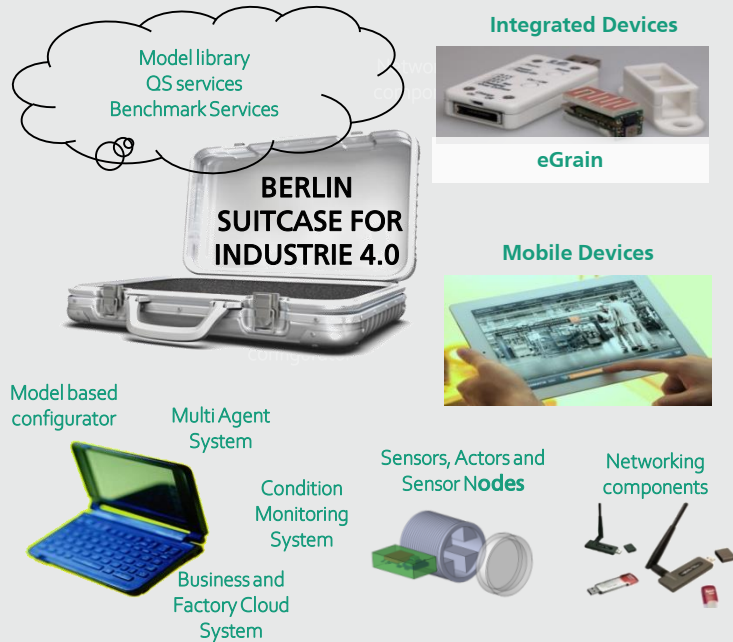 Model library
QS services
Benchmark Services
Integrated Devices
eGrain
BERLIN
SUITCASE FOR
INDUSTRIE 4.0
Mobile Devices
Model based
configurator
Multi Agent
System
Condition
Monitoring
System
Business and
Factory Cloud
System
Sensors, Actors and
Sensor Nodes
Networking
components